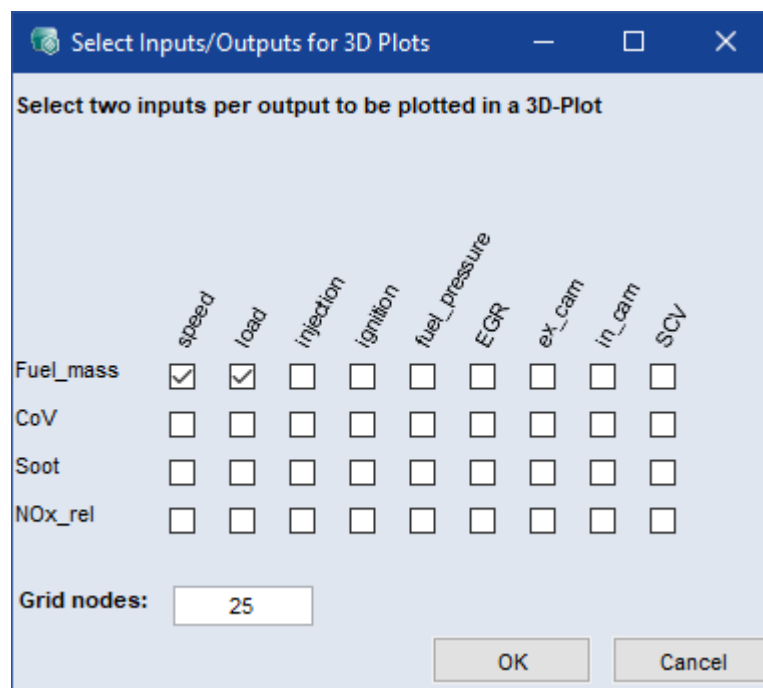 Select Inputs/Outputs for 3D Plots
Select two inputs per output to be plotted in a 3D-Plot
speed load injection ignition fuel_pressure EGR ex_cam in_cam SCV
Fuel_mass
CoV
Soot
NOx_rel
Grid nodes: 25
OK Cancel